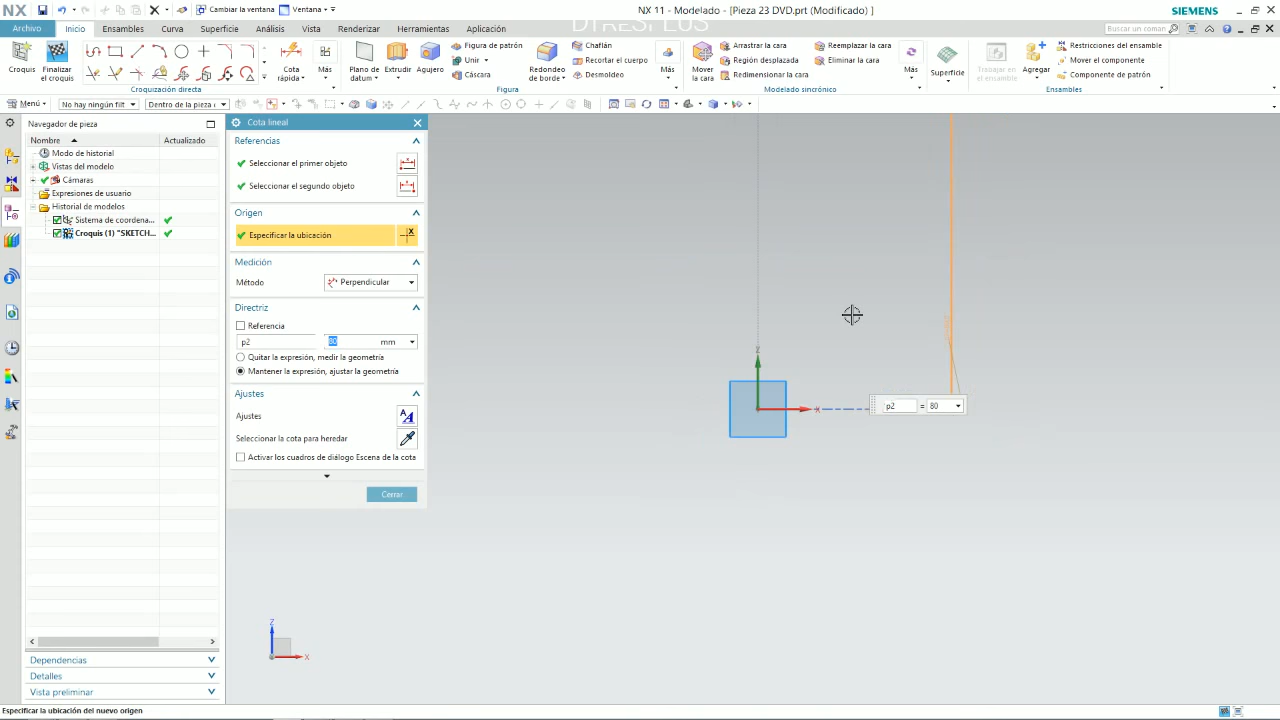 NX
Cambiar la ventana
Ventana
NX 11 - Modelado - [Pieza 23 DVD.prt (Modificado) ]
SIEMENS
DTRESPLUS
Archivo
Inicio
Ensambles
Curva
Superficie
Análisis
Vista
Renderizar
Herramientas
Aplicación
Buscar un coman
Croquis
Finalizar el croquis
Cota rápida
Más
Plano de datum
Extrudir
Agujero
Figura de patrón
Unir
Cáscara
Redondeo de borde
Chaflán
Recortar el cuerpo
Desmoldeo
Más
Mover la cara
Arrastrar la cara
Región desplazada
Redimensionar la cara
Reemplazar la cara
Eliminar la cara
Más
Superficie
Trabajar en el ensamble
Agregar
Restricciones del ensamble
Mover el componente
Componente de patrón
Croquización directa
Figura
Modelado sincrónico
Ensambles
Menú
No hay ningún filt
Dentro de la pieza
Navegador de pieza
Nombre
Actualizado
Modo de historial
Vistas del modelo
Cámaras
Expresiones de usuario
Historial de modelos
Sistema de coordena...
Croquis (1) "SKETCH...
Dependencias
Detalles
Vista preliminar
Cota lineal
Referencias
Seleccionar el primer objeto
Seleccionar el segundo objeto
Origen
Especificar la ubicación
Medición
Método
Perpendicular
Directriz
Referencia
p2
80
mm
Quitar la expresión, medir la geometría
Mantener la expresión, ajustar la geometría
Ajustes
Ajustes
Seleccionar la cota para heredar
Activar los cuadros de diálogo Escena de la cota
Cerrar
Z
X
p2 = 80
Z
X
Especificar la ubicación del nuevo origen